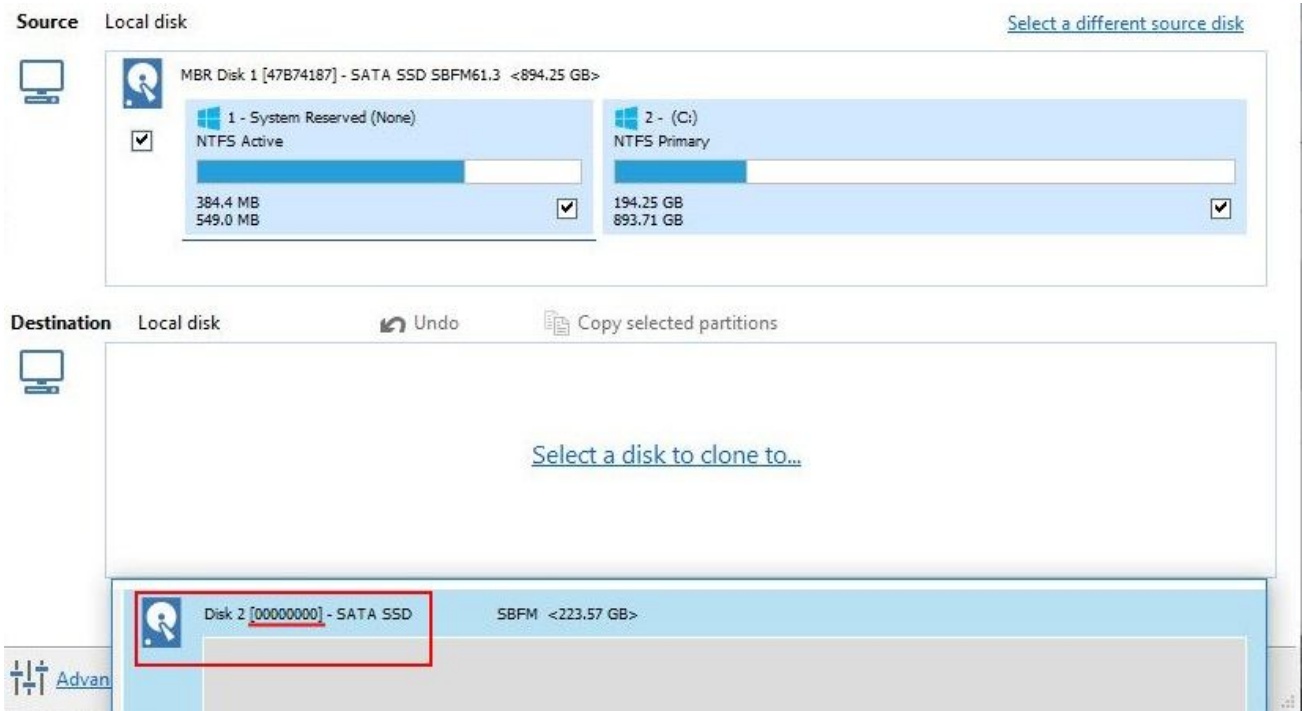 Source Local disk Select a different source disk
MBR Disk 1 [47B74187] - SATA SSD SBFM61.3 <894.25 GB>
1 - System Reserved (None)
NTFS Active
384.4 MB
549.0 MB
2 - (C:)
NTFS Primary
194.25 GB
893.71 GB
Destination Local disk Undo Copy selected partitions
Select a disk to clone to...
Disk 2 [00000000] - SATA SSD SBFM <223.57 GB>
Advan